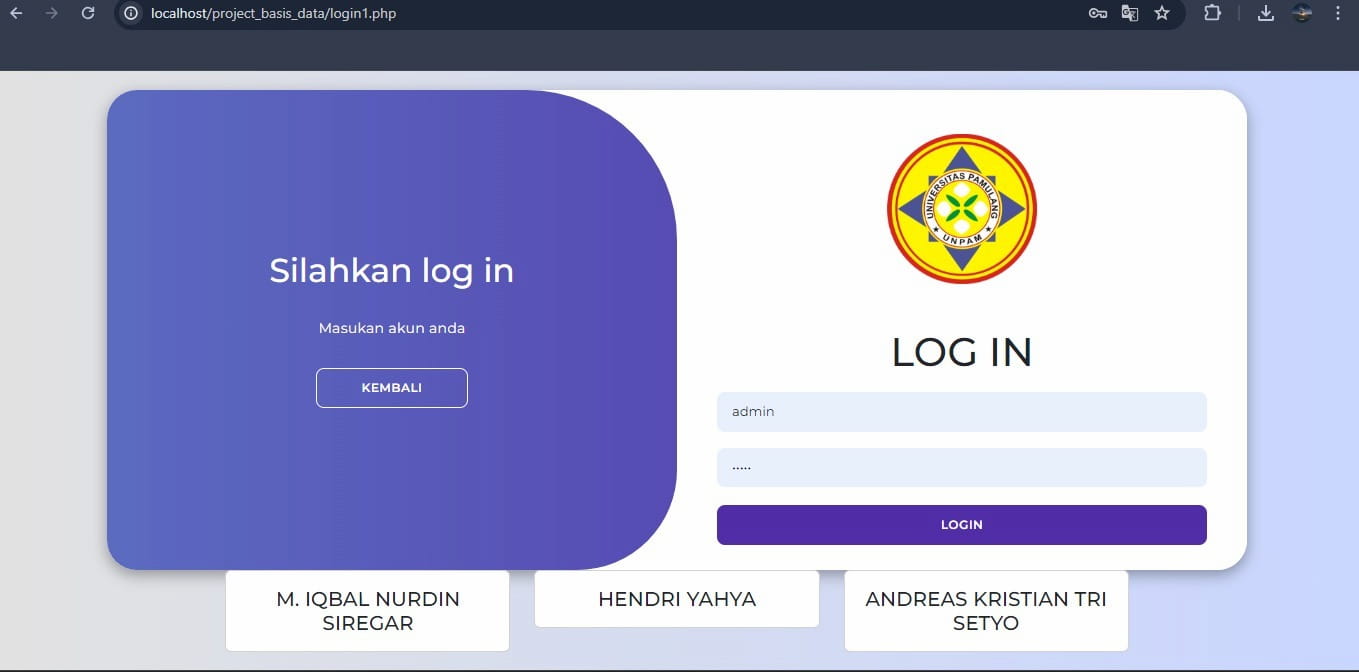 localhost/project_basis_data/login1.php
Silahkan log in
Masukan akun anda
KEMBALI
UNIVERSITAS PAMULANG
UNPAM
LOG IN
admin
.....
LOGIN
M. IQBAL NURDIN
SIREGAR
HENDRI YAHYA
ANDREAS KRISTIAN TRI
SETYO